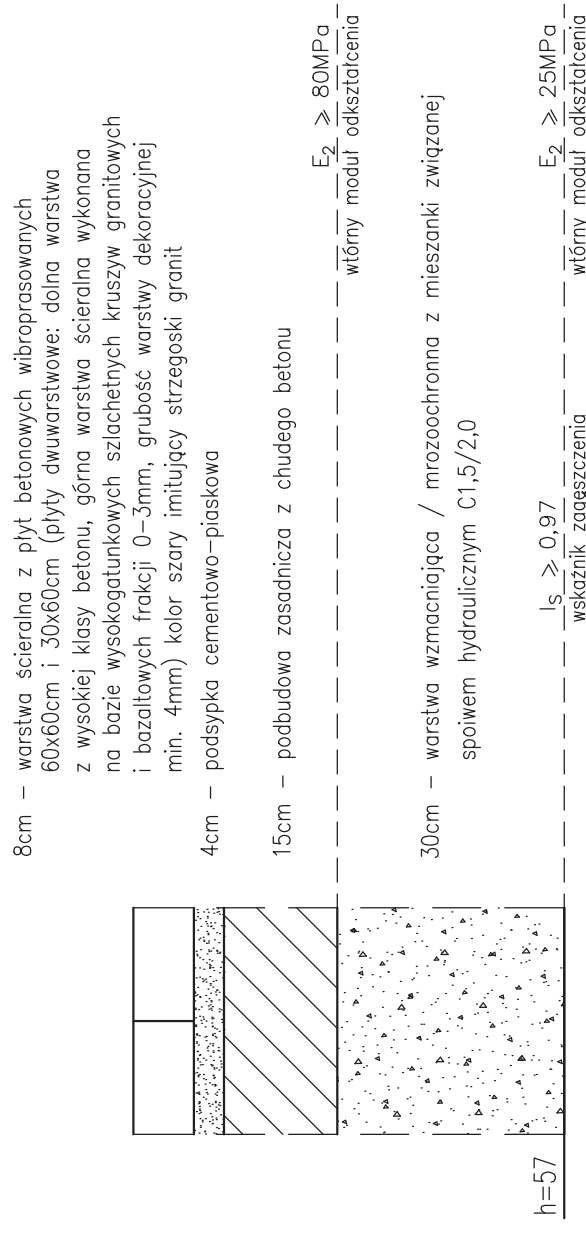 8cm – warstwa ścieralna z płyt betonowych wibroprasowanych
60x60cm i 30x60cm (płyty dwuwarstwowe: dolna warstwa
z wysokiej klasy betonu, górna warstwa ścieralna wykonana
na bazie wysokogatunkowych szlachetnych kruszyw granitowych
i bazaltowych frakcji 0–3mm, grubość warstwy dekoracyjnej
min. 4mm) kolor szary imitujący strzegoski granit
4cm – podsypka cementowo–piaskowa
15cm – podbudowa zasadnicza z chudego betonu
E2 ⩾ 80MPa
wtórny moduł odkształcenia
30cm – warstwa wzmacniająca / mrozoochronna z mieszanki związanej
spoiwem hydraulicznym C1,5/2,0
h=57
Is ⩾ 0,97
wskaźnik zagęszczenia
E2 ⩾ 25MPa
wtórny moduł odkształcenia